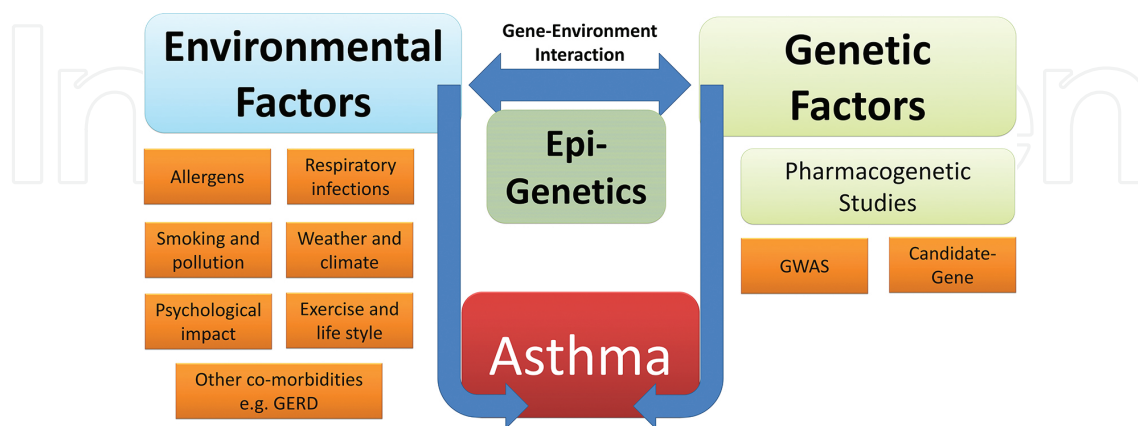 Environmental
Factors
Gene-Environment
Interaction
Genetic
Factors
Epi-
Genetics
Allergens
Respiratory
infections
Smoking and
pollution
Weather and
climate
Psychological
impact
Exercise and
life style
Other co-morbidities
e.g. GERD
Pharmacogenetic
Studies
GWAS
Candidate-
Gene
Asthma